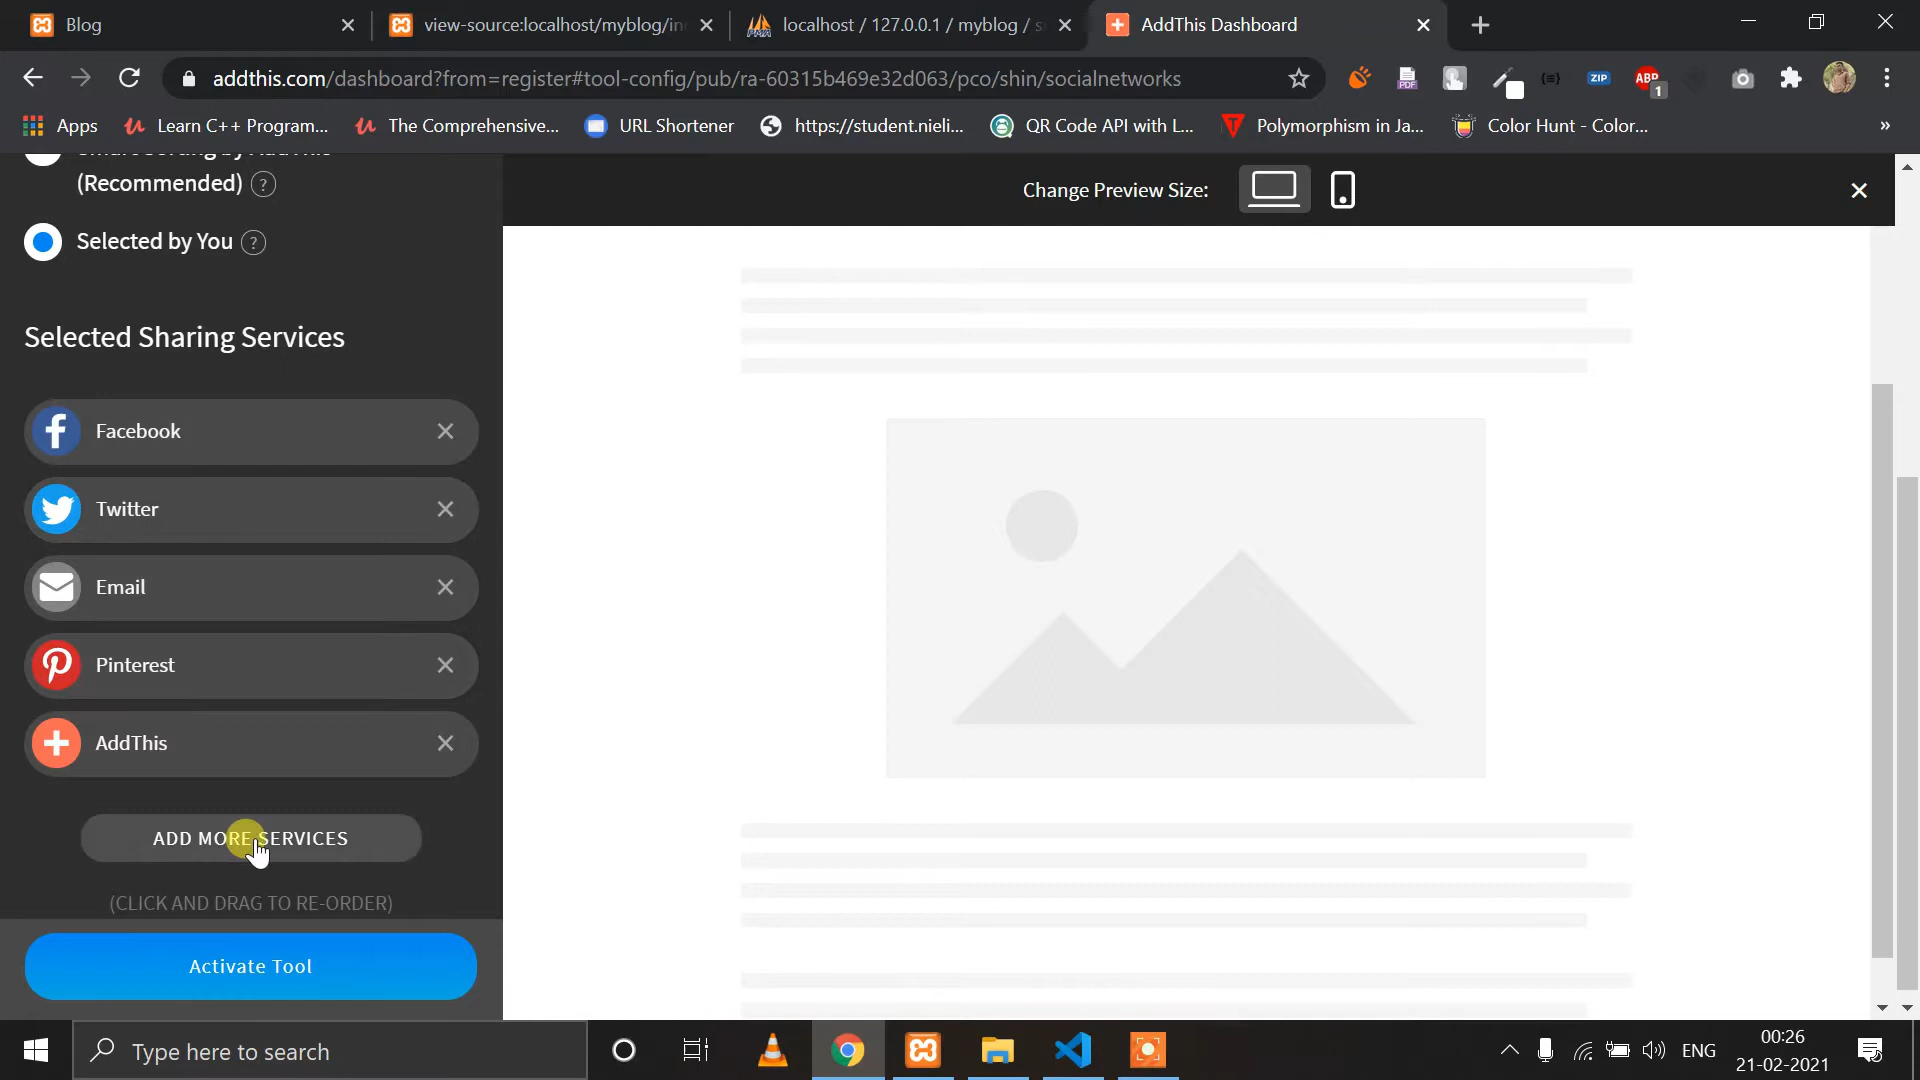 Blog
view-source:localhost/myblog/in
localhost / 127.0.0.1 / myblog / s
AddThis Dashboard
addthis.com/dashboard?from=register#tool-config/pub/ra-60315b469e32d063/pco/shin/socialnetworks
PDF
ZIP
ABP
1
Apps
Learn C++ Program...
The Comprehensive...
URL Shortener
https://student.nieli...
QR Code API with L...
Polymorphism in Ja...
Color Hunt - Color...
»
(Recommended) ?
Change Preview Size:
Selected by You ?
Selected Sharing Services
Facebook
Twitter
Email
Pinterest
AddThis
ADD MORE SERVICES
(CLICK AND DRAG TO RE-ORDER)
Activate Tool
Type here to search
ENG
00:26
21-02-2021